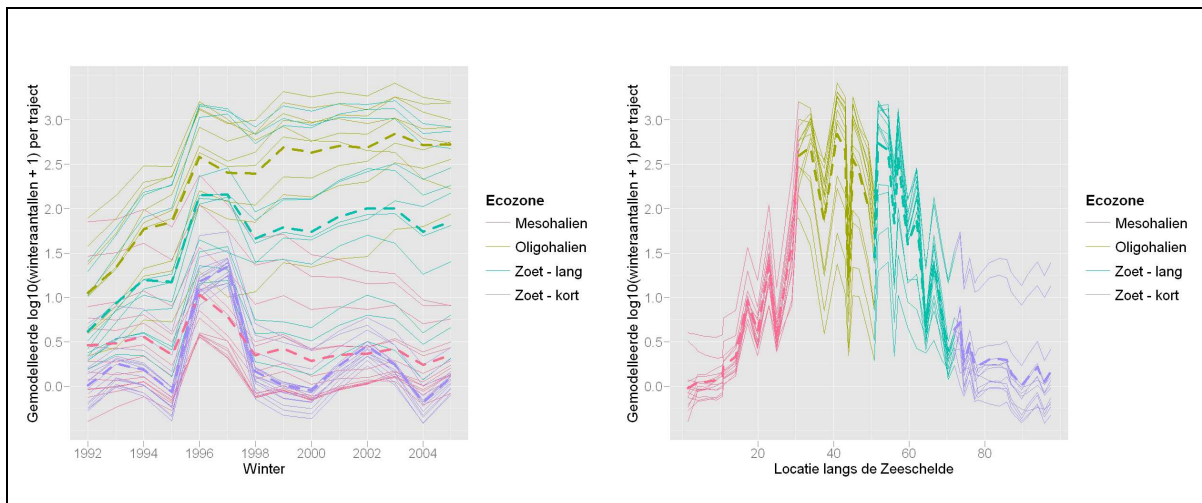 Gemodelleerde log10(winteraantallen + 1) per traject
3.0
2.5
2.0
1.5
1.0
0.5
0.0
1992
1994
1996
1998
2000
2002
2004
Winter
Ecozone
Mesohalien
Oligohalien
Zoet - lang
Zoet - kort
Gemodelleerde log10(winteraantallen + 1) per traject
3.0
2.5
2.0
1.5
1.0
0.5
0.0
20
40
60
80
Locatie langs de Zeeschelde
Ecozone
Mesohalien
Oligohalien
Zoet - lang
Zoet - kort